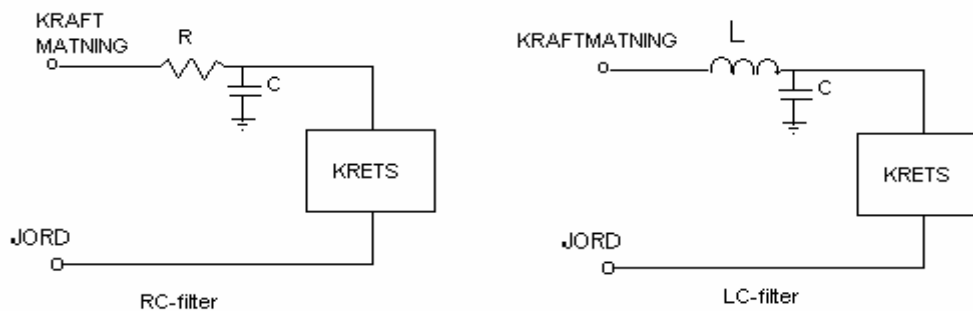 KRAFT
MATNING
R
C
KRETS
JORD
RC-filter
KRAFTMATNING
L
C
KRETS
JORD
LC-filter